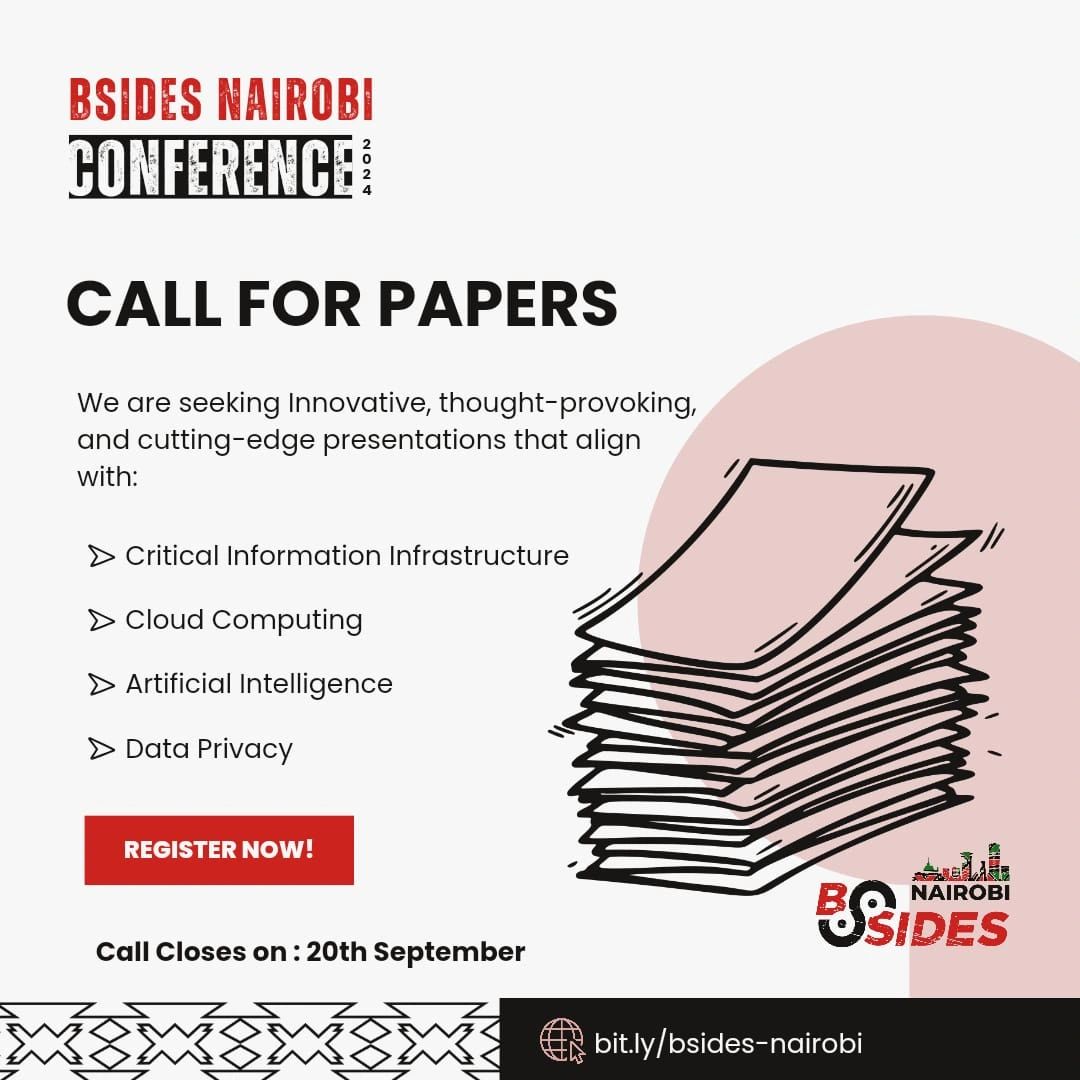 BSIDES NAIROBI
CONFERENCE
2024
CALL FOR PAPERS
We are seeking Innovative, thought-provoking,
and cutting-edge presentations that align
with:
Critical Information Infrastructure
Cloud Computing
Artificial Intelligence
Data Privacy
REGISTER NOW!
Call Closes on : 20th September
NAIROBI
BSIDES
bit.ly/bsides-nairobi